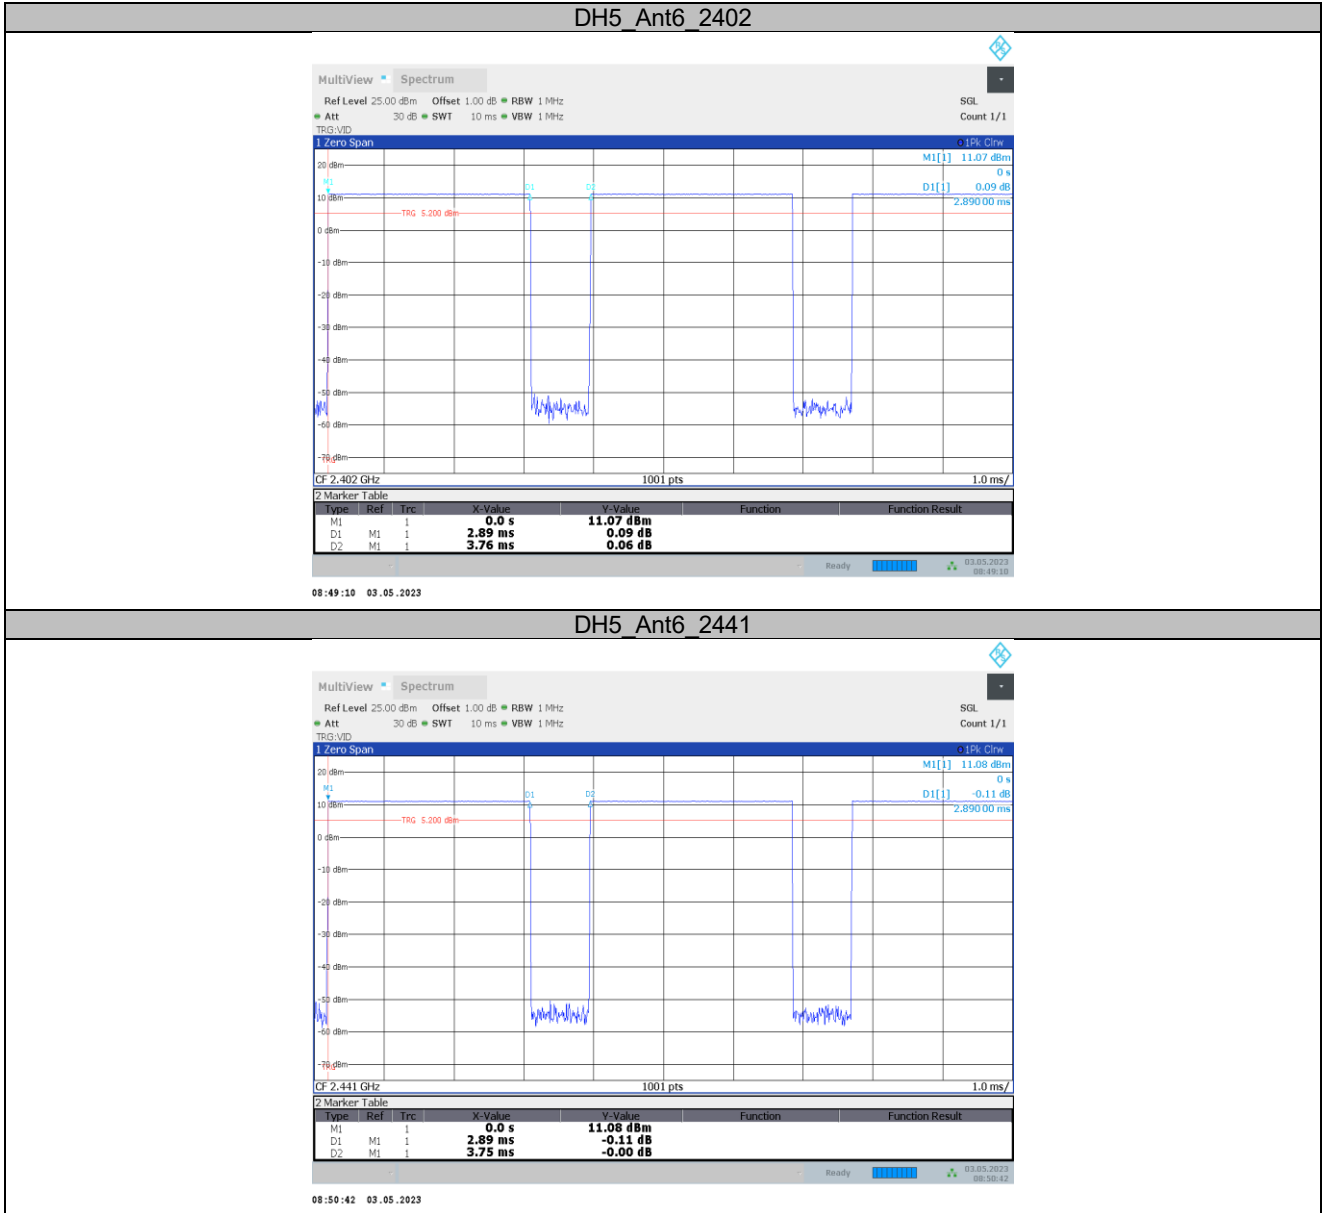 DH5_Ant6_2402
MultiView Spectrum
Ref Level 25.00 dBm Offset 1.00 dB RBW 1 MHz SGL
Att 30 dB SWT 10 ms VBW 1 MHz Count 1/1
TRG:VID
1 Zero Span 1Pk Clrw
M1[1] 11.07 dBm
0 s
D1[1] 0.09 dB
2.89000 ms
20 dBm
M1
D1 D2
10 dBm
TRG 5.200 dBm
0 dBm
-10 dBm
-20 dBm
-30 dBm
-40 dBm
-50 dBm
-60 dBm
-70 dBm
CF 2.402 GHz 1001 pts 1.0 ms/
2 Marker Table
Type Ref Trc X-Value Y-Value Function Function Result
M1 1 0.0 s 11.07 dBm
D1 M1 1 2.89 ms 0.09 dB
D2 M1 1 3.76 ms 0.06 dB
Ready 03.05.2023
08:49:10
08:49:10 03.05.2023
DH5_Ant6_2441
MultiView Spectrum
Ref Level 25.00 dBm Offset 1.00 dB RBW 1 MHz SGL
Att 30 dB SWT 10 ms VBW 1 MHz Count 1/1
TRG:VID
1 Zero Span 1Pk Clrw
M1[1] 11.08 dBm
0 s
D1[1] -0.11 dB
2.89000 ms
20 dBm
M1
D1 D2
10 dBm
TRG 5.200 dBm
0 dBm
-10 dBm
-20 dBm
-30 dBm
-40 dBm
-50 dBm
-60 dBm
-70 dBm
CF 2.441 GHz 1001 pts 1.0 ms/
2 Marker Table
Type Ref Trc X-Value Y-Value Function Function Result
M1 1 0.0 s 11.08 dBm
D1 M1 1 2.89 ms -0.11 dB
D2 M1 1 3.75 ms -0.00 dB
Ready 03.05.2023
08:50:42
08:50:42 03.05.2023